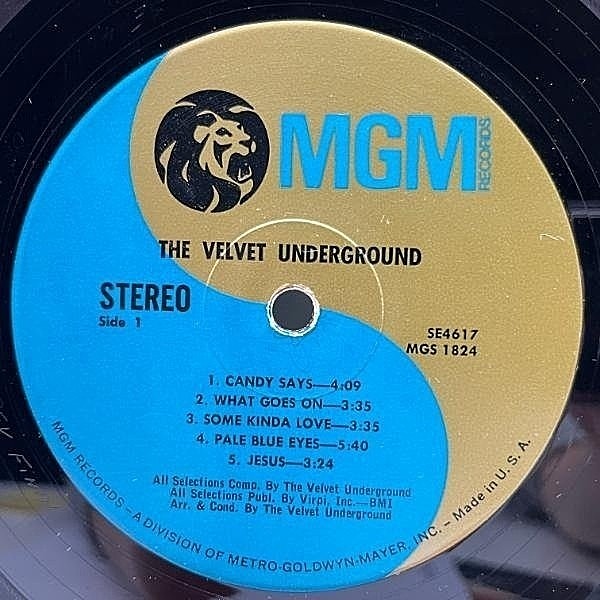 MGM
RECORDS
THE VELVET UNDERGROUND
STEREO
Side 1
SE4617
MGS 1824
1. CANDY SAYS—4:09
2. WHAT GOES ON—3:35
3. SOME KINDA LOVE—3:35
4. PALE BLUE EYES—5:40
5. JESUS—3:24
All Selections Comp. By The Velvet Underground
All Selections Publ. By Virpi, Inc.—BMI
Arr. & Cond. By The Velvet Underground
MGM RECORDS – A DIVISION OF METRO-GOLDWYN-MAYER, INC. – Made in U. S. A.